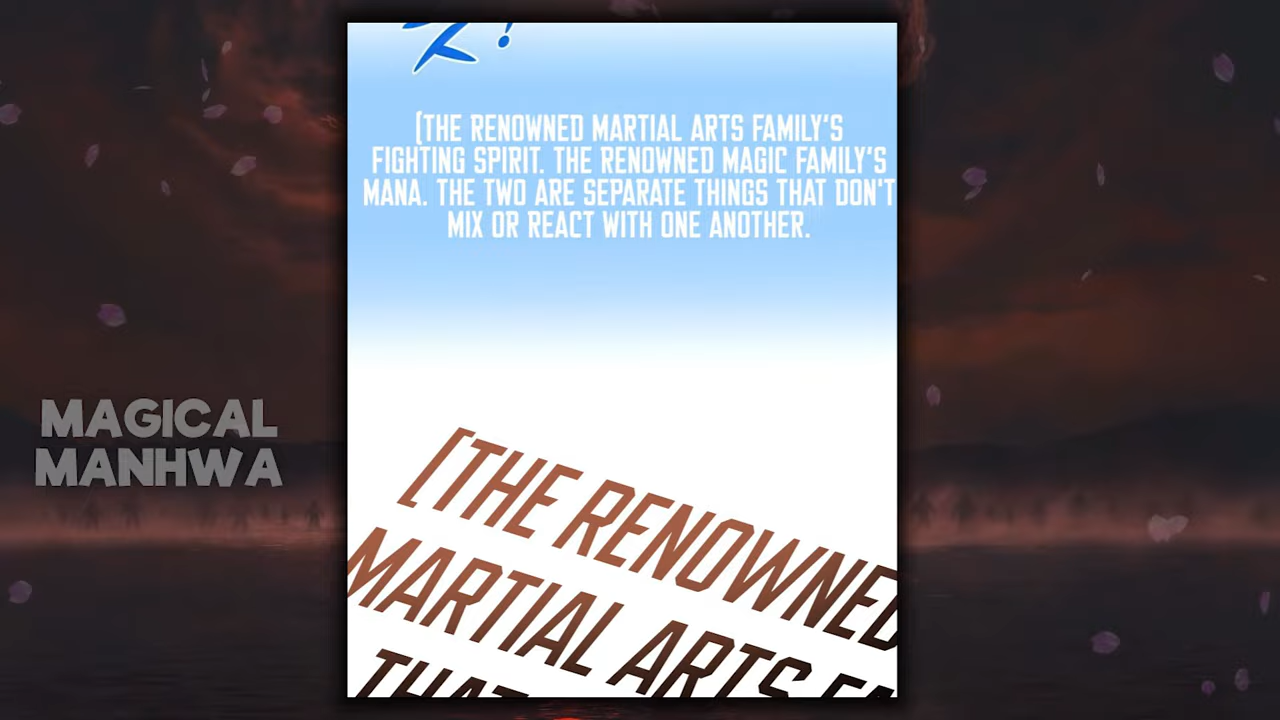 [THE RENOWNED MARTIAL ARTS FAMILY'S
FIGHTING SPIRIT. THE RENOWNED MAGIC FAMILY'S
MANA. THE TWO ARE SEPARATE THINGS THAT DON'T
MIX OR REACT WITH ONE ANOTHER.
MAGICAL
MANHWA
[THE RENOWNED
MARTIAL ARTS
THAT